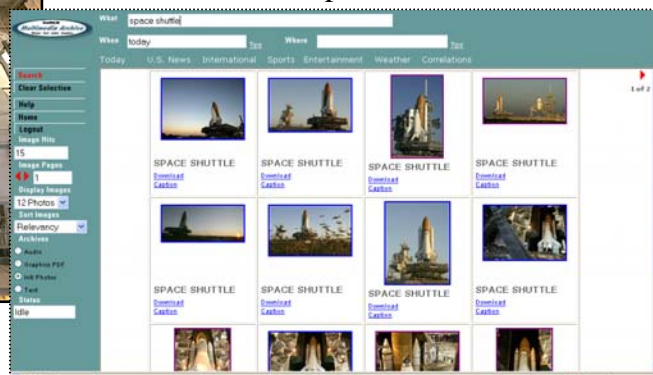 Multimedia Archive
What space shuttle
When today Tips Where Tips
Today U.S. News International Sports Entertainment Weather Correlations
Search
Clear Selection
Help
Home
Logout
Image Hits
15
Image Pages
1
Display Images
12 Photos
Sort Images
Relevancy
Archives
Audio
Graphics PDF
HR Photos
Text
Status
Idle
1 of 2
SPACE SHUTTLE SPACE SHUTTLE SPACE SHUTTLE SPACE SHUTTLE
Download Download Download Download
Caption Caption Caption Caption
SPACE SHUTTLE SPACE SHUTTLE SPACE SHUTTLE SPACE SHUTTLE
Download Download Download Download
Caption Caption Caption Caption